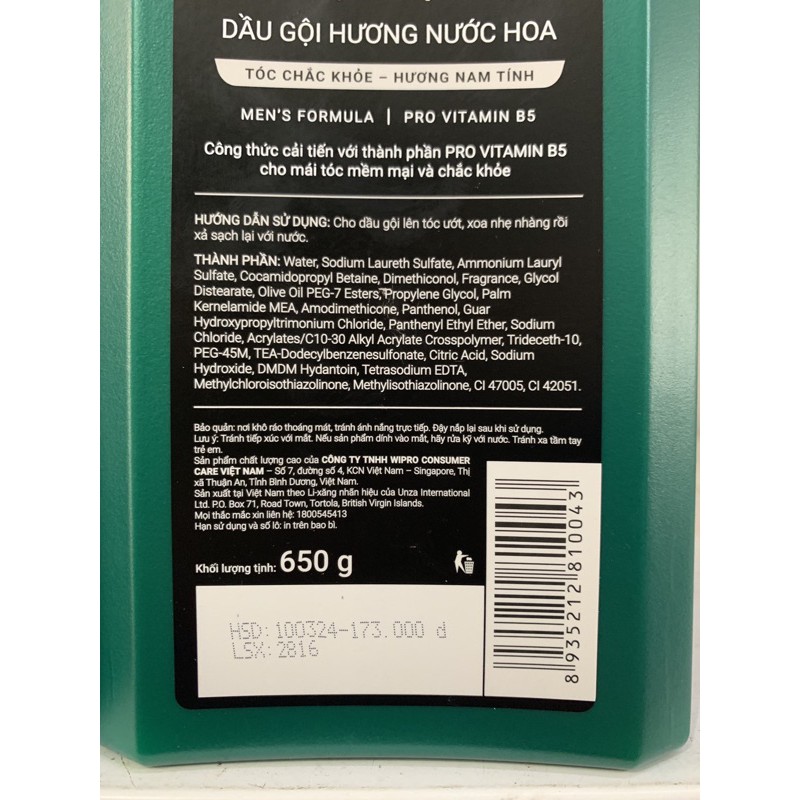 DẦU GỘI HƯƠNG NƯỚC HOA
TÓC CHẮC KHỎE – HƯƠNG NAM TÍNH
MEN'S FORMULA | PRO VITAMIN B5
Công thức cải tiến với thành phần PRO VITAMIN B5
cho mái tóc mềm mại và chắc khỏe
HƯỚNG DẪN SỬ DỤNG: Cho dầu gội lên tóc ướt, xoa nhẹ nhàng rồi
xả sạch lại với nước.
THÀNH PHẦN: Water, Sodium Laureth Sulfate, Ammonium Lauryl
Sulfate, Cocamidopropyl Betaine, Dimethiconol, Fragrance, Glycol
Distearate, Olive Oil PEG-7 Esters, Propylene Glycol, Palm
Kernelamide MEA, Amodimethicone, Panthenol, Guar
Hydroxypropyltrimonium Chloride, Panthenyl Ethyl Ether, Sodium
Chloride, Acrylates/C10-30 Alkyl Acrylate Crosspolymer, Trideceth-10,
PEG-45M, TEA-Dodecylbenzenesulfonate, Citric Acid, Sodium
Hydroxide, DMDM Hydantoin, Tetrasodium EDTA,
Methylchloroisothiazolinone, Methylisothiazolinone, CI 47005, CI 42051.
Bảo quản: nơi khô ráo thoáng mát, tránh ánh nắng trực tiếp. Đậy nắp lại sau khi sử dụng.
Lưu ý: Tránh tiếp xúc với mắt. Nếu sản phẩm dính vào mắt, hãy rửa kỹ với nước. Tránh xa tầm tay
trẻ em.
Sản phẩm chất lượng cao của CÔNG TY TNHH WIPRO CONSUMER
CARE VIỆT NAM – Số 7, đường số 4, KCN Việt Nam – Singapore, Thị
xã Thuận An, Tỉnh Bình Dương, Việt Nam.
Sản xuất tại Việt Nam theo Li-xăng nhãn hiệu của Unza International
Ltd. P.O. Box 71, Road Town, Tortola, British Virgin Islands.
Mọi thắc mắc xin liên hệ: 1800545413
Hạn sử dụng và số lô: in trên bao bì.
Khối lượng tịnh: 650 g
HSD: 100324-173.000 đ
LSX: 2816
8 935212 810043